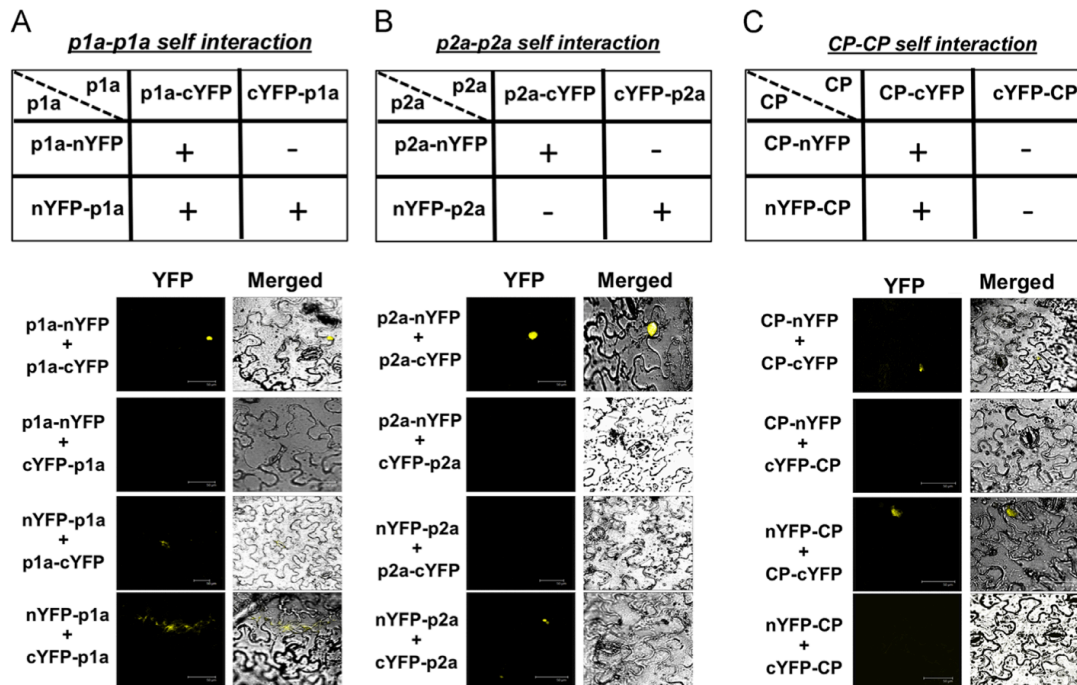 A
p1a-p1a self interaction
p1a
p1a
p1a-cYFP
cYFP-p1a
p1a-nYFP
+
-
nYFP-p1a
+
+
YFP
Merged
p1a-nYFP
+
p1a-cYFP
p1a-nYFP
+
cYFP-p1a
nYFP-p1a
+
p1a-cYFP
nYFP-p1a
+
cYFP-p1a
B
p2a-p2a self interaction
p2a
p2a
p2a-cYFP
cYFP-p2a
p2a-nYFP
+
-
nYFP-p2a
-
+
YFP
Merged
p2a-nYFP
+
p2a-cYFP
p2a-nYFP
+
cYFP-p2a
nYFP-p2a
+
p2a-cYFP
nYFP-p2a
+
cYFP-p2a
C
CP-CP self interaction
CP
CP
CP-cYFP
cYFP-CP
CP-nYFP
+
-
nYFP-CP
+
-
YFP
Merged
CP-nYFP
+
CP-cYFP
CP-nYFP
+
cYFP-CP
nYFP-CP
+
CP-cYFP
nYFP-CP
+
cYFP-CP